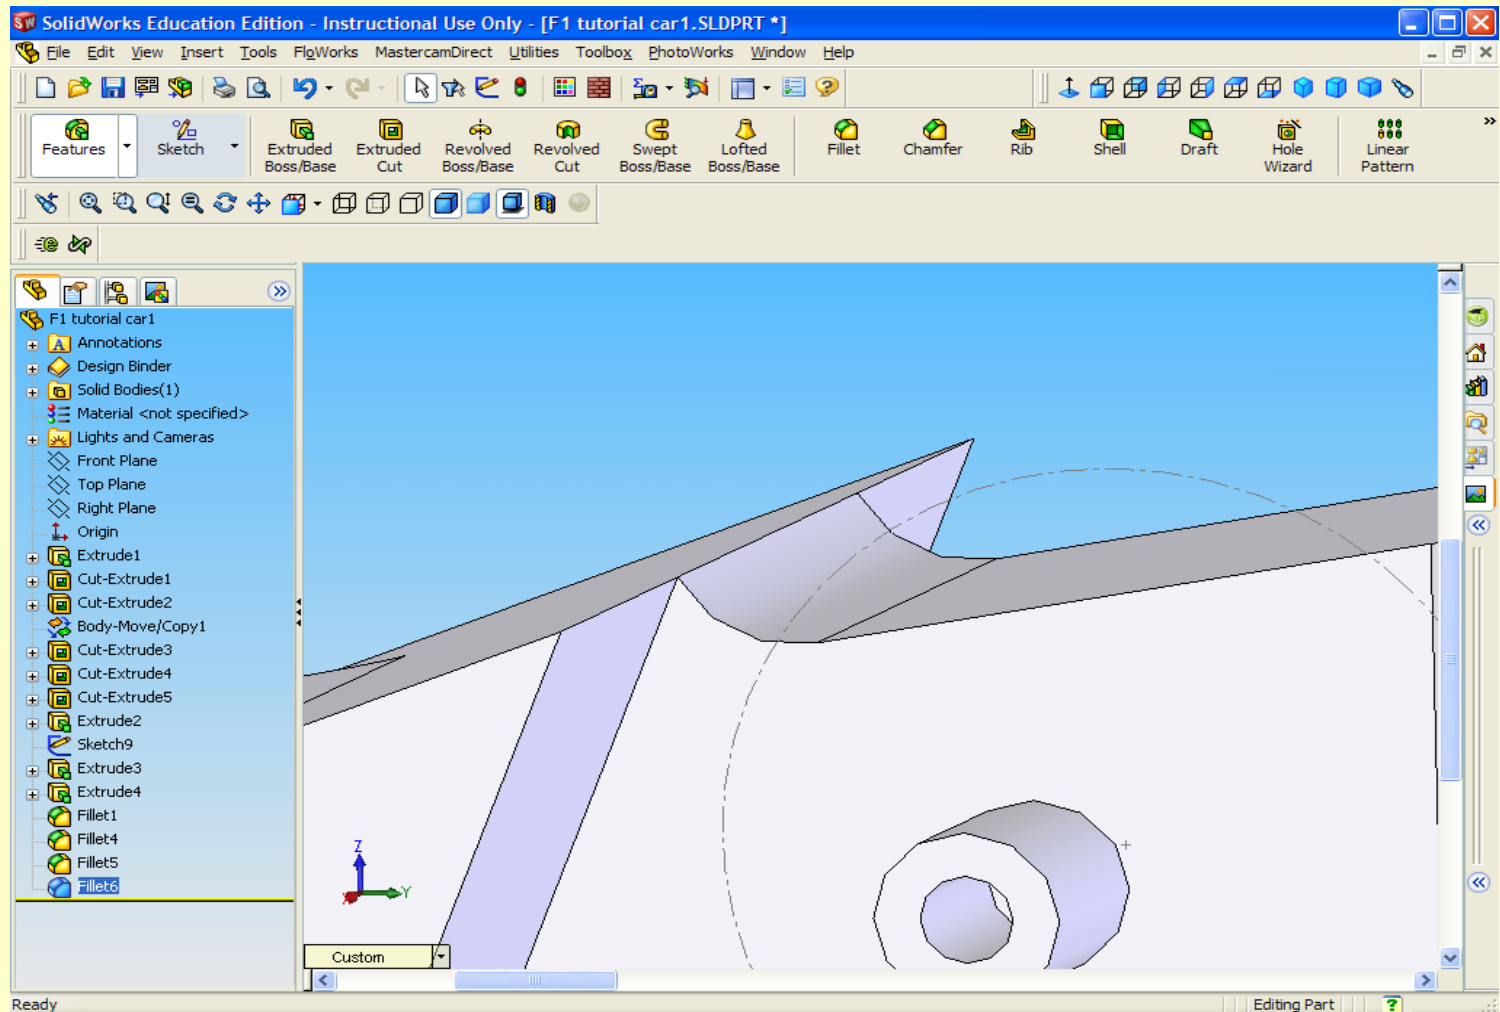 SolidWorks Education Edition - Instructional Use Only - [F1 tutorial car1.SLDPRT *]
File Edit View Insert Tools FloWorks MastercamDirect Utilities Toolbox PhotoWorks Window Help
Features
Sketch
Extruded Boss/Base
Extruded Cut
Revolved Boss/Base
Revolved Cut
Swept Boss/Base
Lofted Boss/Base
Fillet
Chamfer
Rib
Shell
Draft
Hole Wizard
Linear Pattern
F1 tutorial car1
Annotations
Design Binder
Solid Bodies(1)
Material <not specified>
Lights and Cameras
Front Plane
Top Plane
Right Plane
Origin
Extrude1
Cut-Extrude1
Cut-Extrude2
Body-Move/Copy1
Cut-Extrude3
Cut-Extrude4
Cut-Extrude5
Extrude2
Sketch9
Extrude3
Extrude4
Fillet1
Fillet4
Fillet5
Fillet6
Z
Y
Custom
Ready
Editing Part